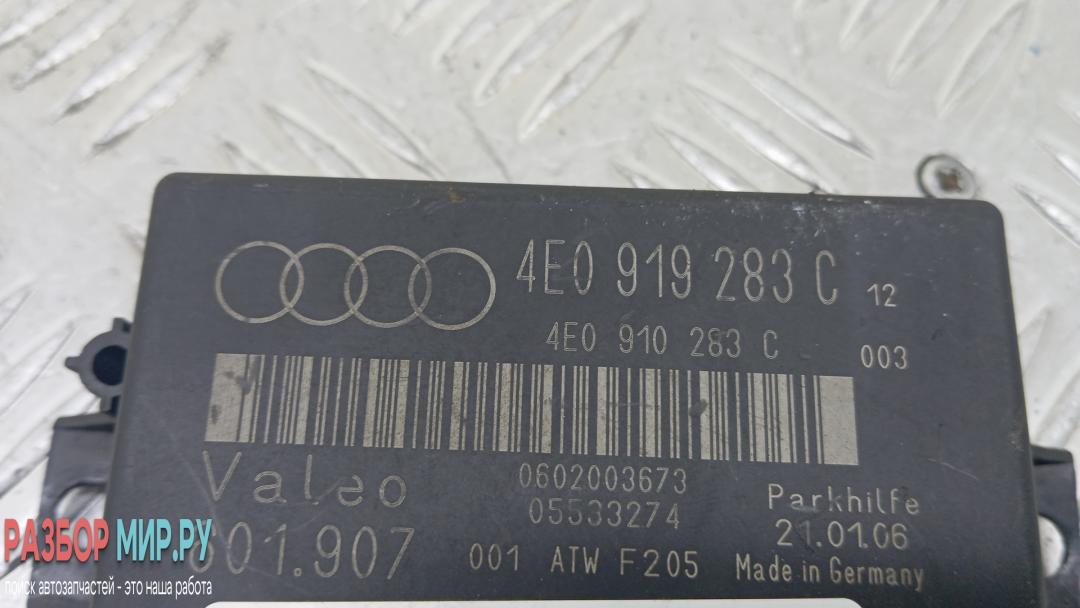 4E0 919 283 C 12
4E0 910 283 C 003
Valeo
0602003673
05533274
Parkhilfe
21.01.06
601.907
001 ATW F205
Made in Germany
РАЗБОР МИР.РУ
поиск автозапчастей - это наша работа